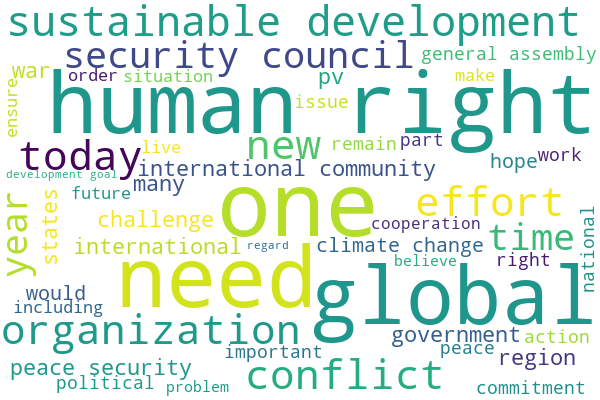 sustainable development
security council
general assembly
war
order
situation
pv
make
ensure
issue
human right
today
live
new
remain
part
development goal
international community
hope
work
future
many
year
states
challenge
one
effort
cooperation
time
international
regard
climate change
national
need
believe
right
would
including
global
organization
government
action
important
peace
region
peace security
conflict
political
problem
commitment